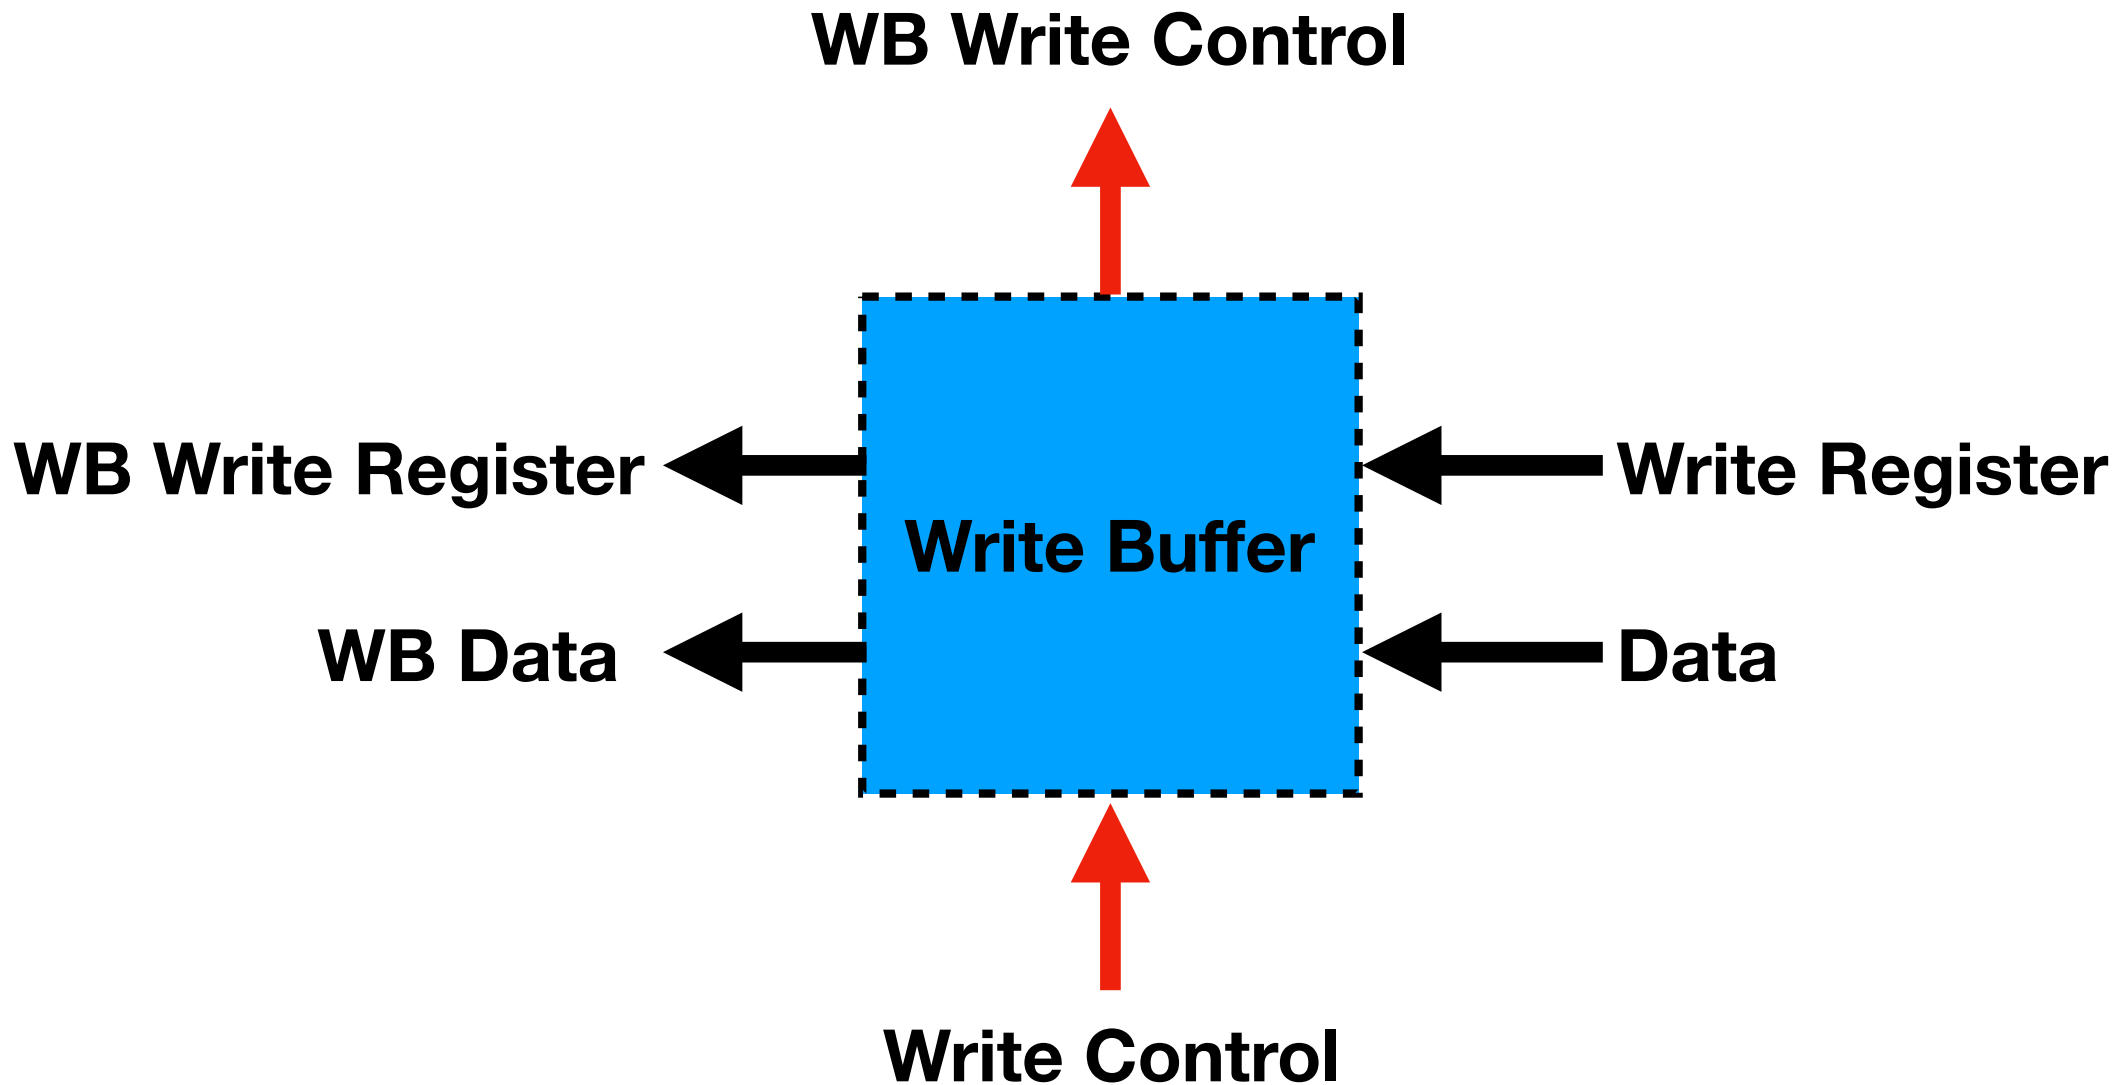 WB Write Control
WB Write Register
Write Register
Write Buffer
WB Data
Data
Write Control